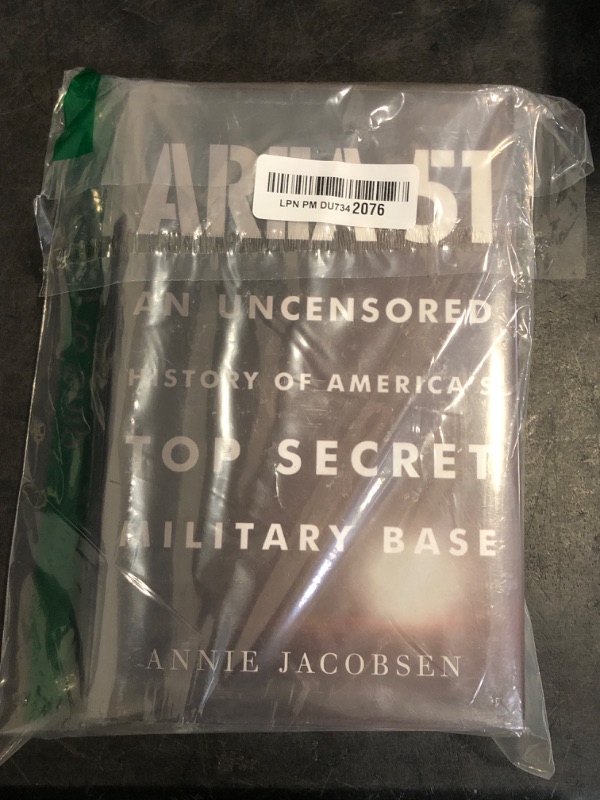 AREA 51
LPN PM DU734 2076
AN UNCENSORED
HISTORY OF AMERICA'S
TOP SECRET
MILITARY BASE
ANNIE JACOBSEN